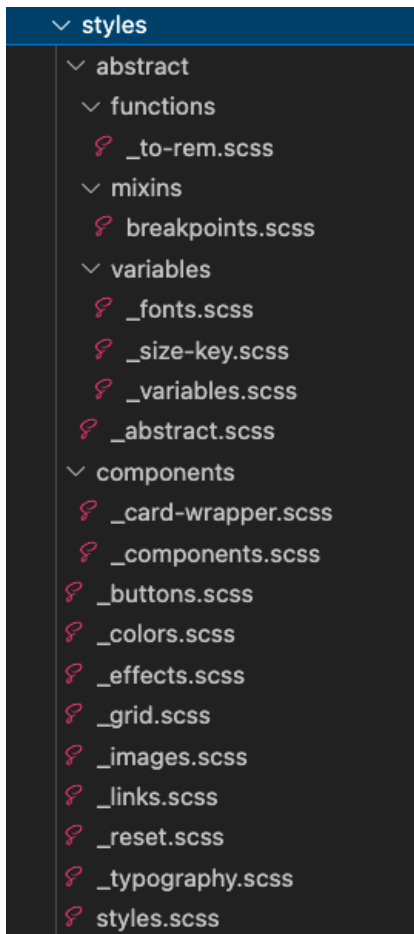 styles
abstract
functions
_to-rem.scss
mixins
breakpoints.scss
variables
_fonts.scss
_size-key.scss
_variables.scss
_abstract.scss
components
_card-wrapper.scss
_components.scss
_buttons.scss
_colors.scss
_effects.scss
_grid.scss
_images.scss
_links.scss
_reset.scss
_typography.scss
styles.scss